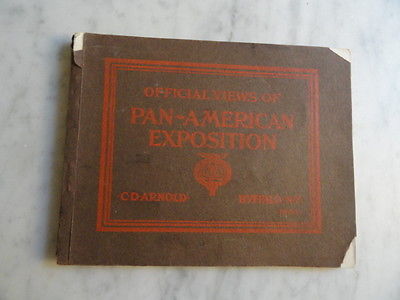 OFFICIAL VIEWS OF
PAN-AMERICAN
EXPOSITION
C.D. ARNOLD BUFFALO N.Y.